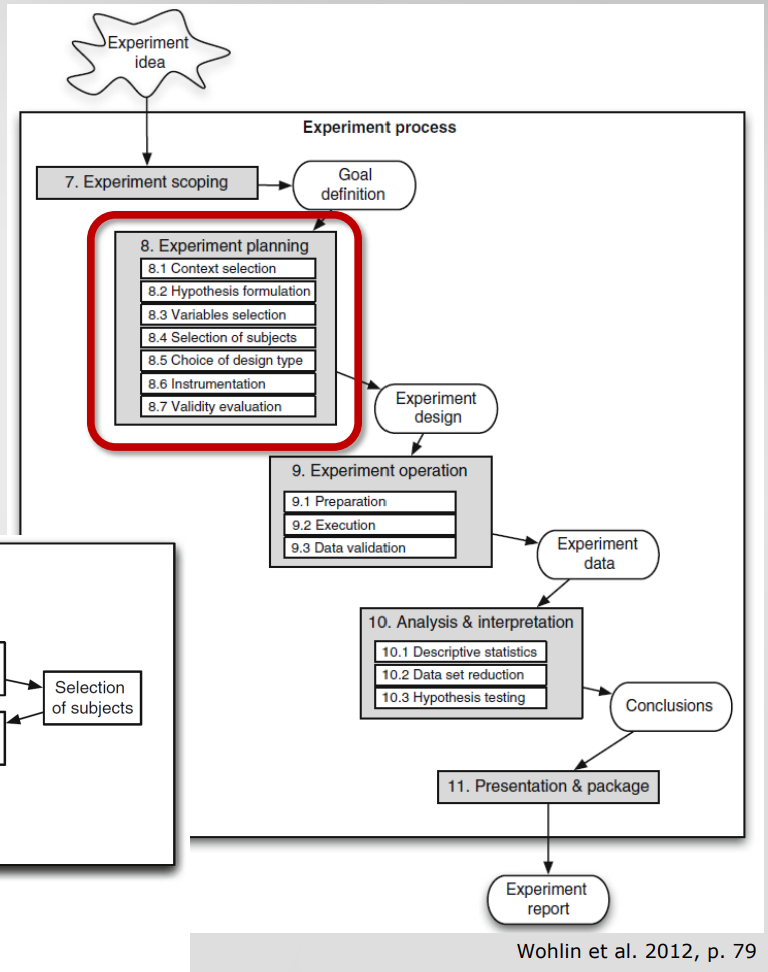 Experiment
idea
Experiment process
7. Experiment scoping
Goal
definition
8. Experiment planning
8.1 Context selection
8.2 Hypothesis formulation
8.3 Variables selection
8.4 Selection of subjects
8.5 Choice of design type
8.6 Instrumentation
8.7 Validity evaluation
Experiment
design
9. Experiment operation
9.1 Preparation
9.2 Execution
9.3 Data validation
Experiment
data
10. Analysis & interpretation
10.1 Descriptive statistics
10.2 Data set reduction
10.3 Hypothesis testing
Selection
of subjects
Conclusions
11. Presentation & package
Experiment
report
Wohlin et al. 2012, p. 79